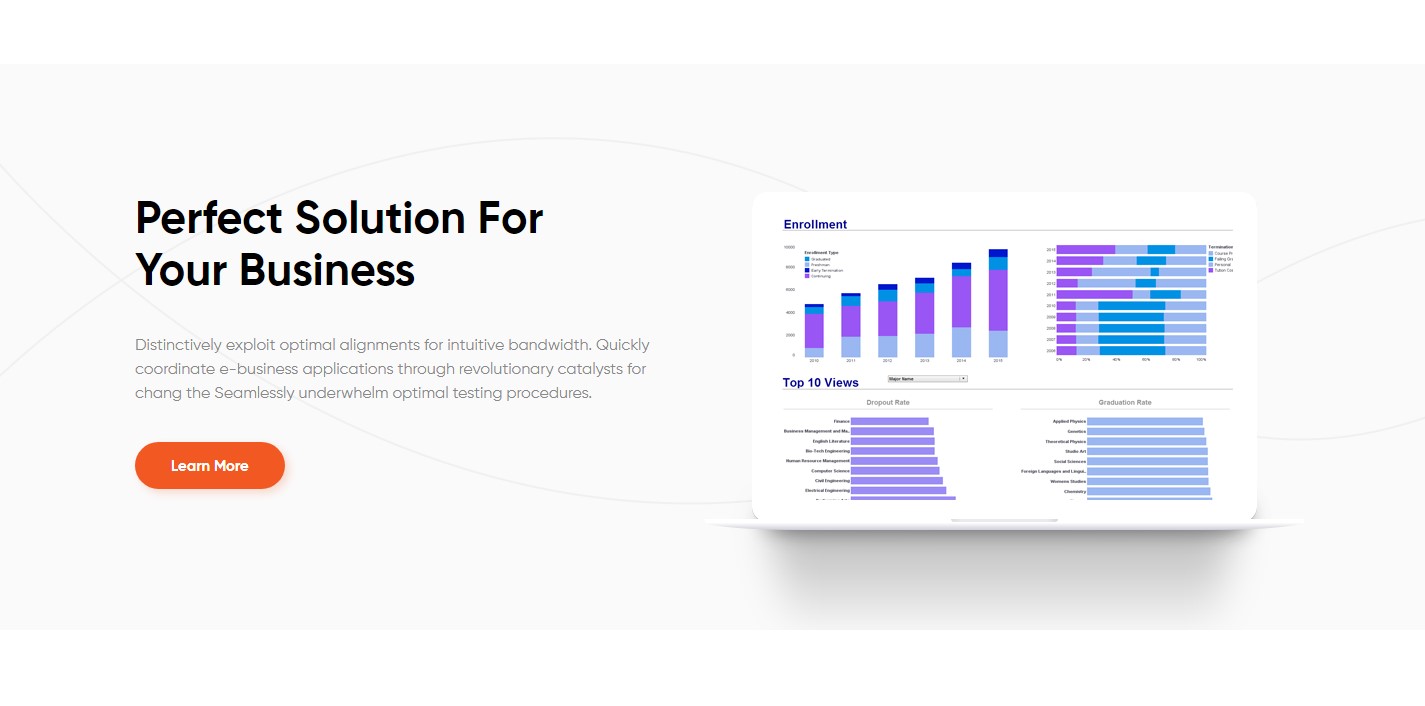 Perfect Solution For
Your Business
Distinctively exploit optimal alignments for intuitive bandwidth. Quickly
coordinate e-business applications through revolutionary catalysts for
chang the Seamlessly underwhelm optimal testing procedures.
Learn More
Enrollment
10000
8000
6000
4000
2000
0
Enrollment Type
Graduated
Freshman
Early Termination
Continuing
2010 2011 2012 2013 2014 2015
Termination
Course Pr
Failing Gra
Personal
Tution Cos
2015
2014
2013
2012
2011
2010
2009
2008
2007
2006
0% 20% 40% 60% 80% 100%
Top 10 Views
Major Name
Dropout Rate
Finance
Business Management and Ma..
English Literature
Bio-Tech Engineering
Human Resource Management
Computer Science
Civil Engineering
Electrical Engineering
Graduation Rate
Applied Physics
Genetics
Theoretical Physics
Studio Art
Social Sciences
Foreign Languages and Lingui..
Womens Studies
Chemistry